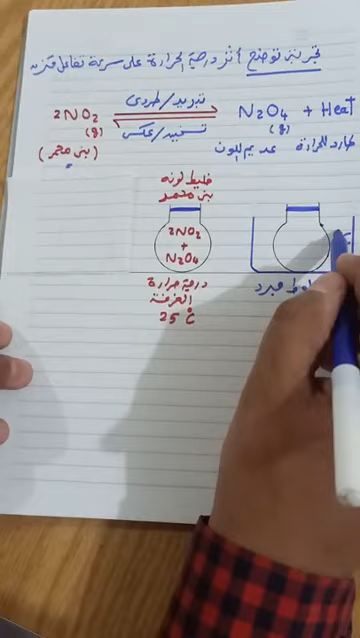 تجربة توضح أثر درجة الحرارة على سرعة تفاعل متزن
2NO₂ (g) تبريد/طردي N₂O₄ (g) + Heat
تسخين/عكسي
(بني محمر) عديم اللون طارد للحرارة
خليط لونه
بني محمر
2NO₂
+
N₂O₄
درجة حرارة
الغرفة
25 °C
مبرد